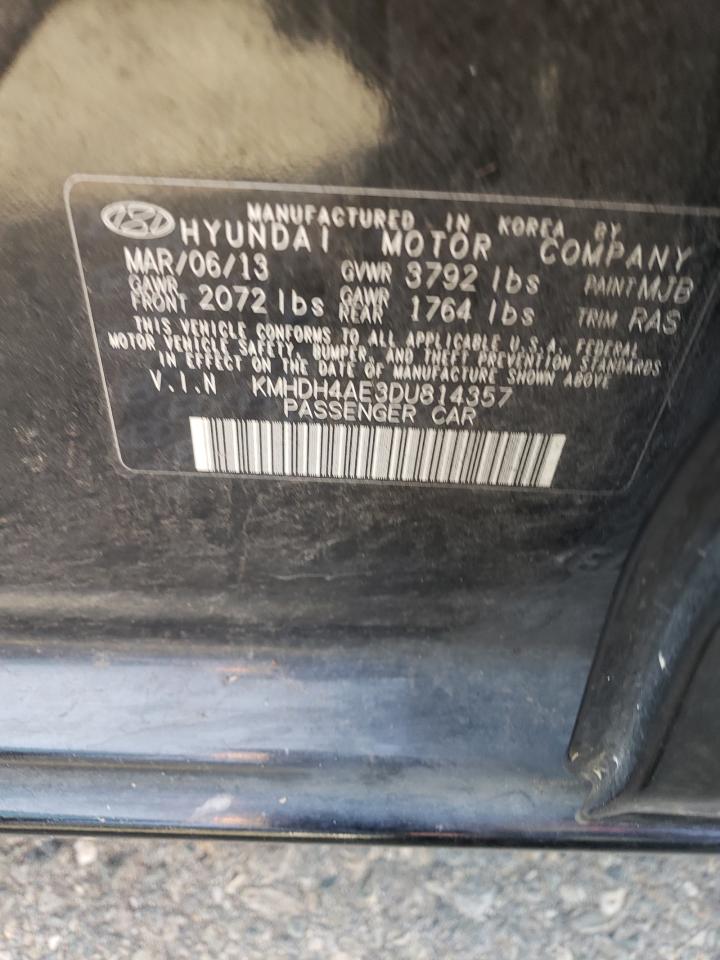 MANUFACTURED IN KOREA BY
HYUNDAI MOTOR COMPANY
MAR/06/13 GVWR 3792 lbs PAINT MJB
GAWR FRONT 2072 lbs GAWR REAR 1764 lbs TRIM RAS
THIS VEHICLE CONFORMS TO ALL APPLICABLE U.S.A. FEDERAL
MOTOR VEHICLE SAFETY, BUMPER, AND THEFT PREVENTION STANDARDS
IN EFFECT ON THE DATE OF MANUFACTURE SHOWN ABOVE
V.I.N KMHDH4AE3DU814357
PASSENGER CAR